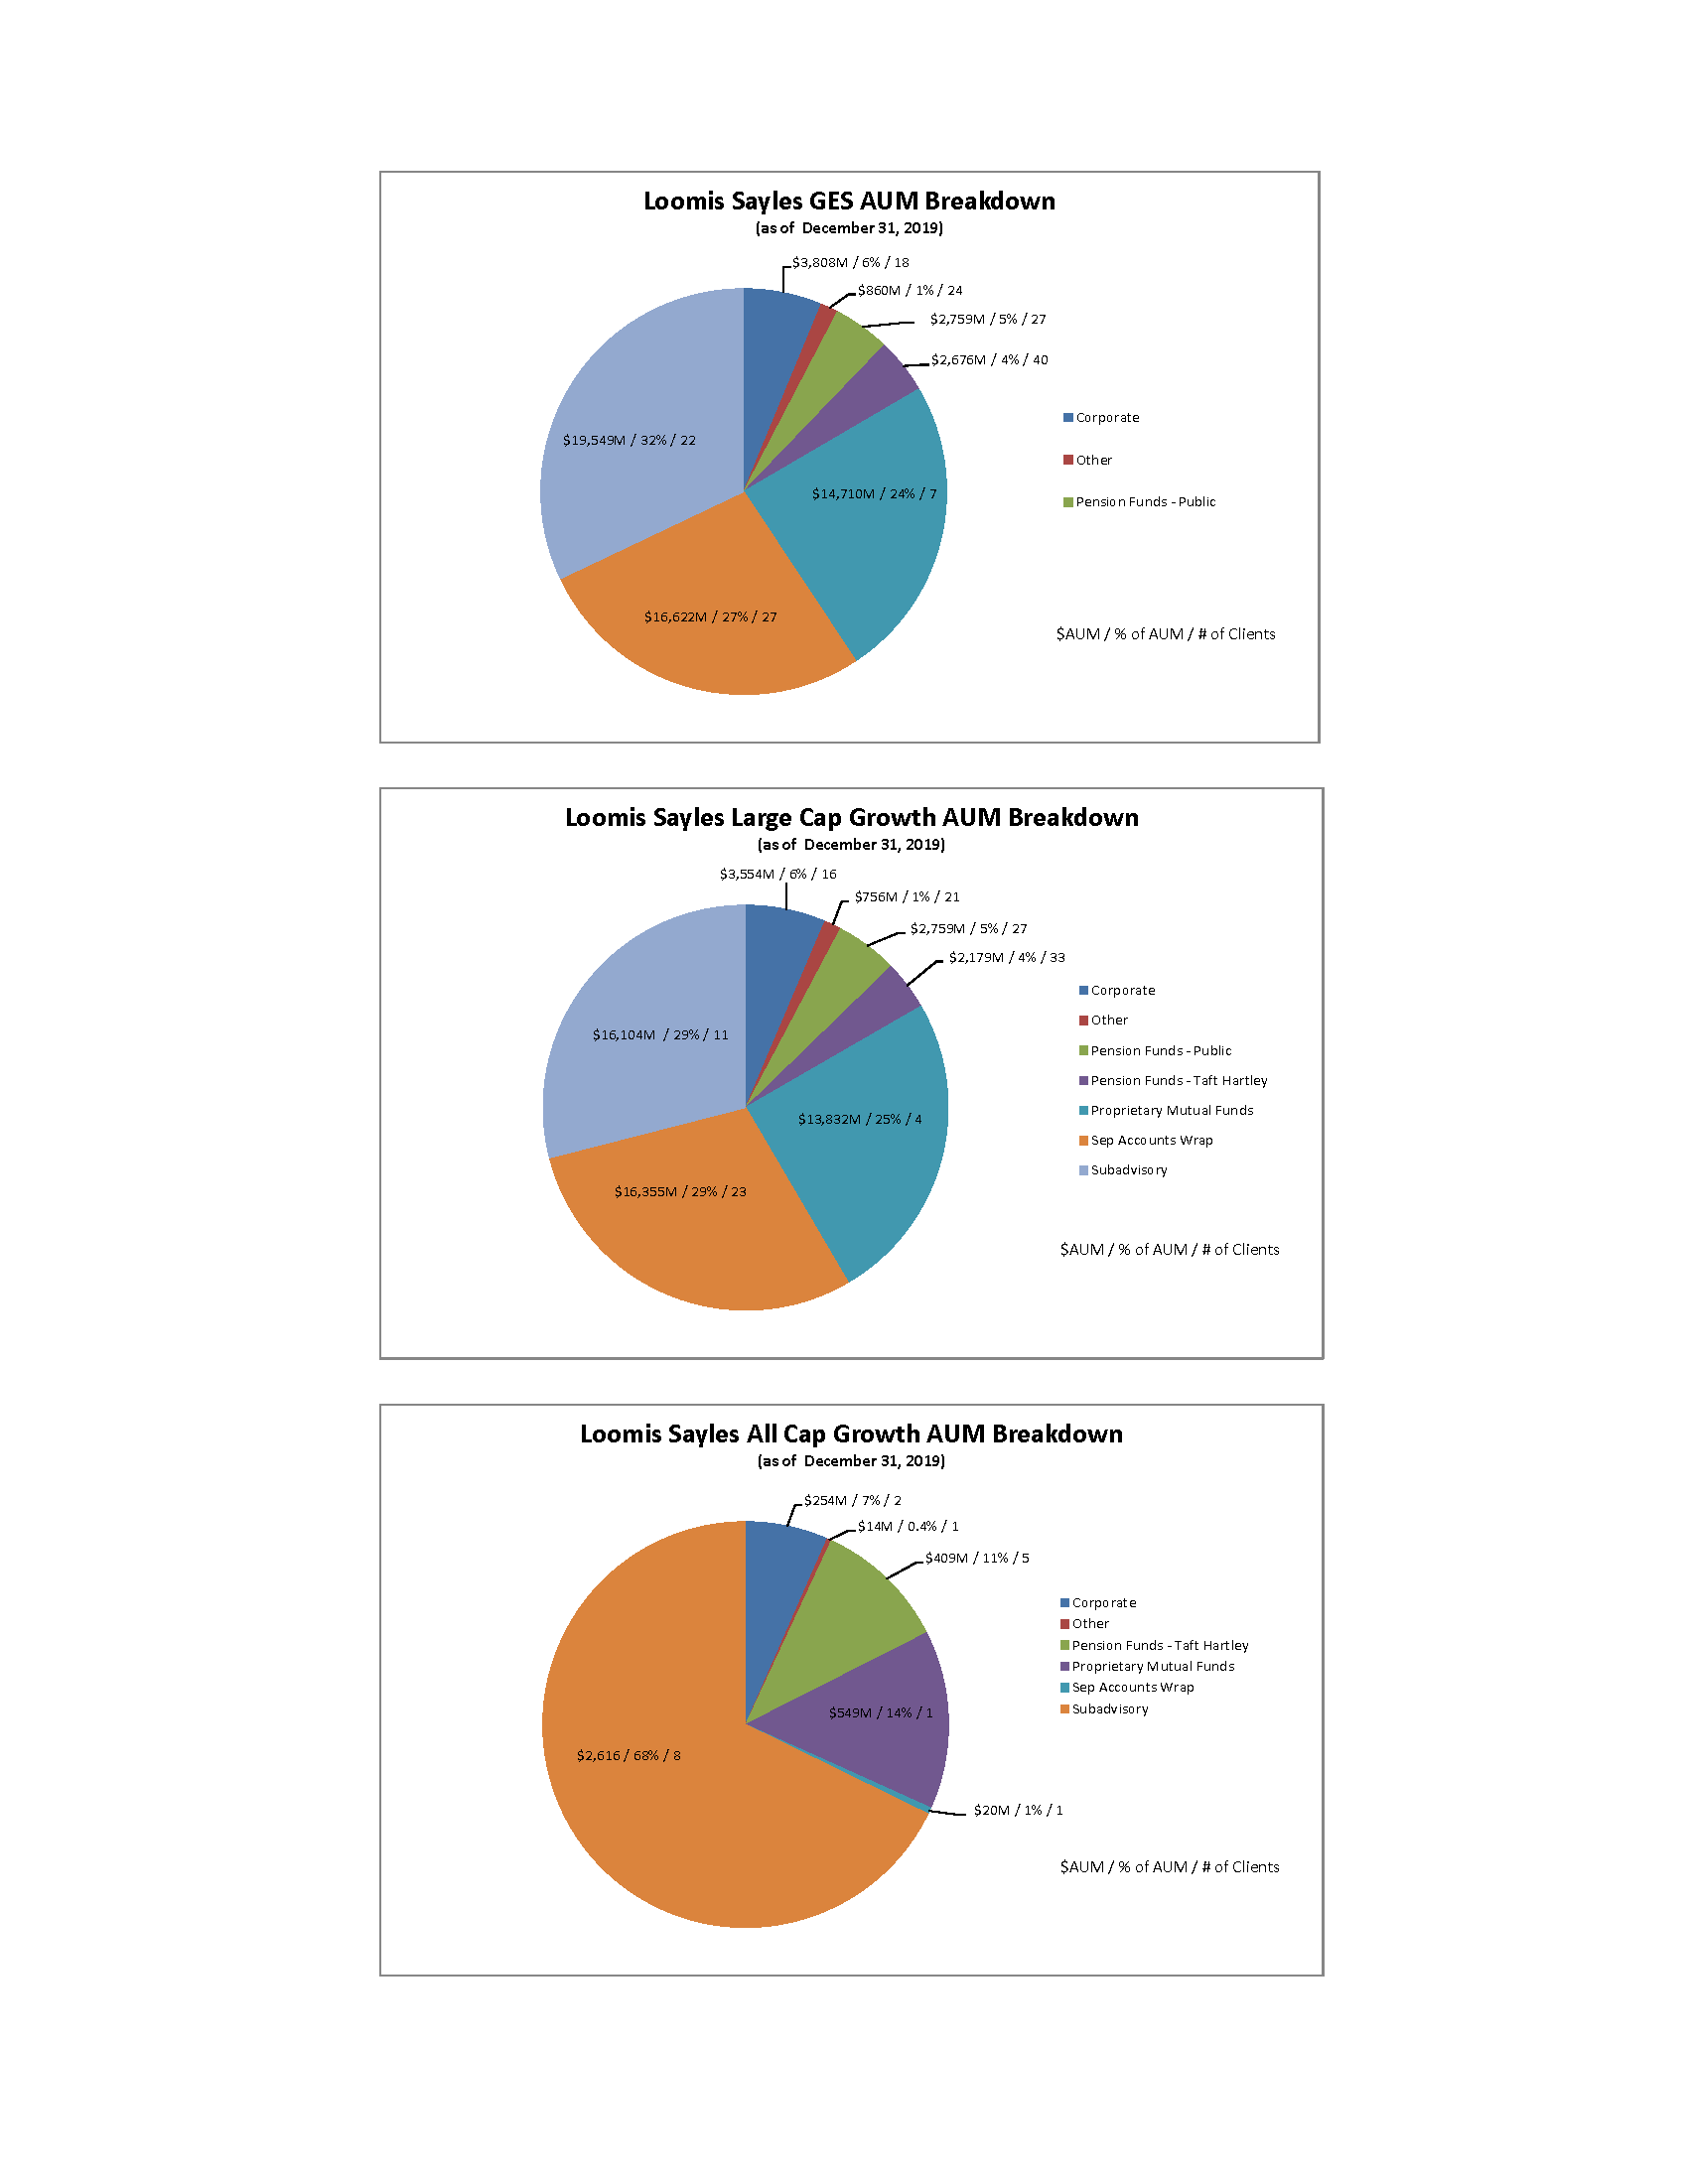 Loomis Sayles GES AUM Breakdown
(as of December 31, 2019)
$3,808M / 6% / 18
$860M / 1% / 24
$2,759M / 5% / 27
$2,676M / 4% / 40
$19,549M / 32% / 22
$14,710M / 24% / 7
$16,622M / 27% / 27
Corporate
Other
Pension Funds - Public
$AUM / % of AUM / # of Clients
Loomis Sayles Large Cap Growth AUM Breakdown
(as of December 31, 2019)
$3,554M / 6% / 16
$756M / 1% / 21
$2,759M / 5% / 27
$2,179M / 4% / 33
$16,104M / 29% / 11
$13,832M / 25% / 4
$16,355M / 29% / 23
Corporate
Other
Pension Funds - Public
Pension Funds - Taft Hartley
Proprietary Mutual Funds
Sep Accounts Wrap
Subadvisory
$AUM / % of AUM / # of Clients
Loomis Sayles All Cap Growth AUM Breakdown
(as of December 31, 2019)
$254M / 7% / 2
$14M / 0.4% / 1
$409M / 11% / 5
$549M / 14% / 1
$2,616 / 68% / 8
$20M / 1% / 1
Corporate
Other
Pension Funds - Taft Hartley
Proprietary Mutual Funds
Sep Accounts Wrap
Subadvisory
$AUM / % of AUM / # of Clients